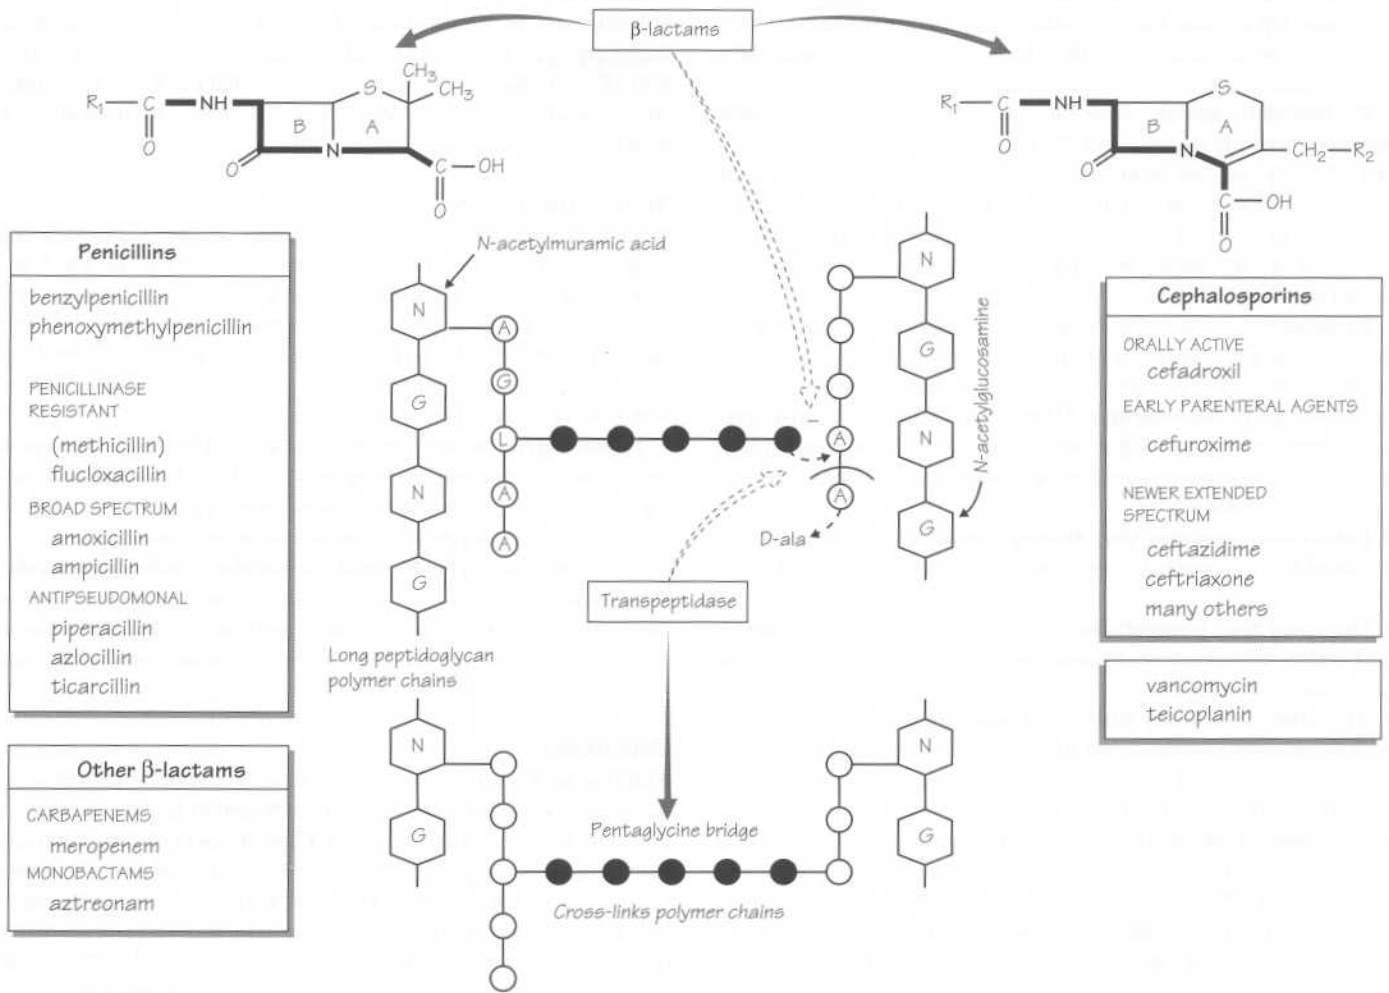 β-lactams
R1 C NH S CH3 CH3
B A
O N C OH
O O
R1 C NH S
B A
O O N CH2 R2
C OH
O
Penicillins
benzylpenicillin
phenoxymethylpenicillin
PENICILLINASE
RESISTANT
(methicillin)
flucloxacillin
BROAD SPECTRUM
amoxicillin
ampicillin
ANTIPSEUDOMONAL
piperacillin
azlocillin
ticarcillin
Other β-lactams
CARBAPENEMS
meropenem
MONOBACTAMS
aztreonam
N-acetylmuramic acid
N
G
N
G
A
G
L
A
A
Long peptidoglycan
polymer chains
–
A
A
D-ala
N
G
N
G
N-acetylglucosamine
Transpeptidase
N
G
Pentaglycine bridge
Cross-links polymer chains
N
G
Cephalosporins
ORALLY ACTIVE
cefadroxil
EARLY PARENTERAL AGENTS
cefuroxime
NEWER EXTENDED
SPECTRUM
ceftazidime
ceftriaxone
many others
vancomycin
teicoplanin